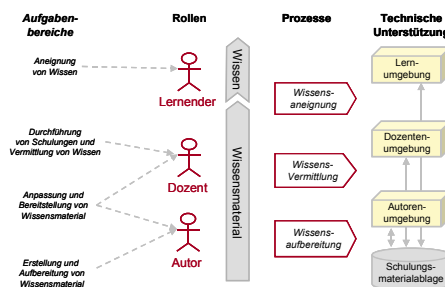 Aufgaben-
bereiche
Rollen
Prozesse
Technische
Unterstützung
Aneignung
von Wissen
Lernender
Wissen
Wissens-
aneignung
Lern-
umgebung
Durchführung
von Schulungen und
Vermittlung von Wissen
Dozent
Wissensmaterial
Wissens-
Vermittlung
Dozenten-
umgebung
Anpassung und
Bereitstellung von
Wissensmaterial
Autor
Wissens-
aufbereitung
Autoren-
umgebung
Erstellung und
Aufbereitung von
Wissensmaterial
Schulungs-
materialablage